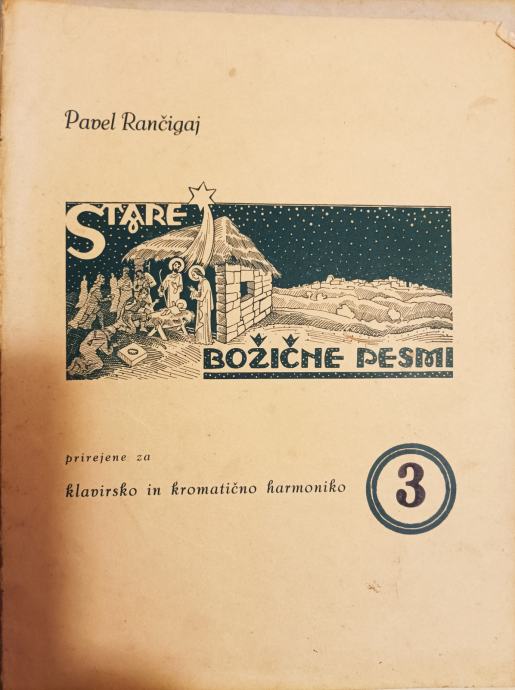 Pavel Rančigaj
STARE
BOŽIČNE PESMI
prirejene za
klavirsko in kromatično harmoniko
3